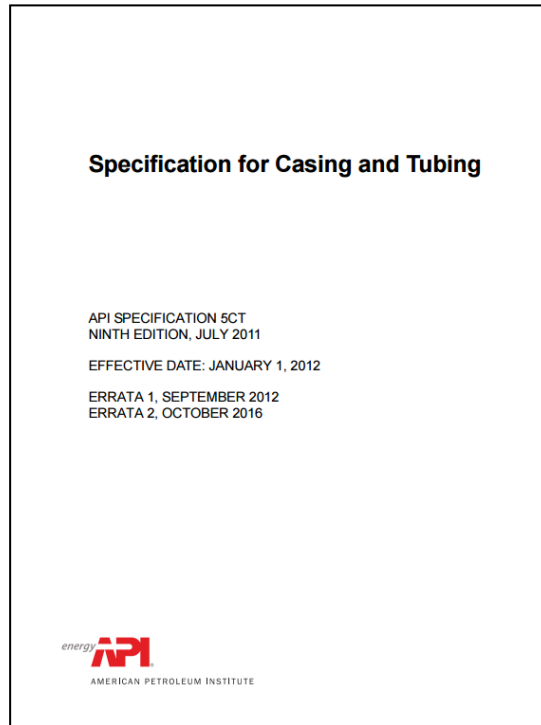 Specification for Casing and Tubing
API SPECIFICATION 5CT
NINTH EDITION, JULY 2011
EFFECTIVE DATE: JANUARY 1, 2012
ERRATA 1, SEPTEMBER 2012
ERRATA 2, OCTOBER 2016
energy API®
AMERICAN PETROLEUM INSTITUTE